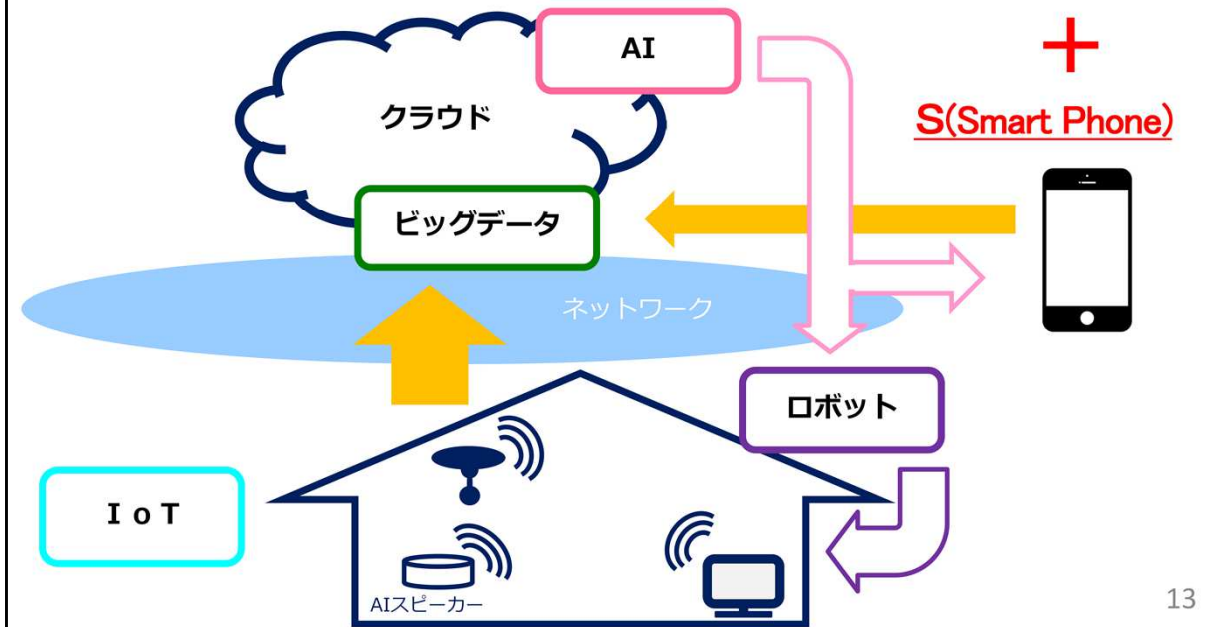 AI
+
クラウド
S(Smart Phone)
ビッグデータ
ネットワーク
ロボット
IoT
AIスピーカー
13